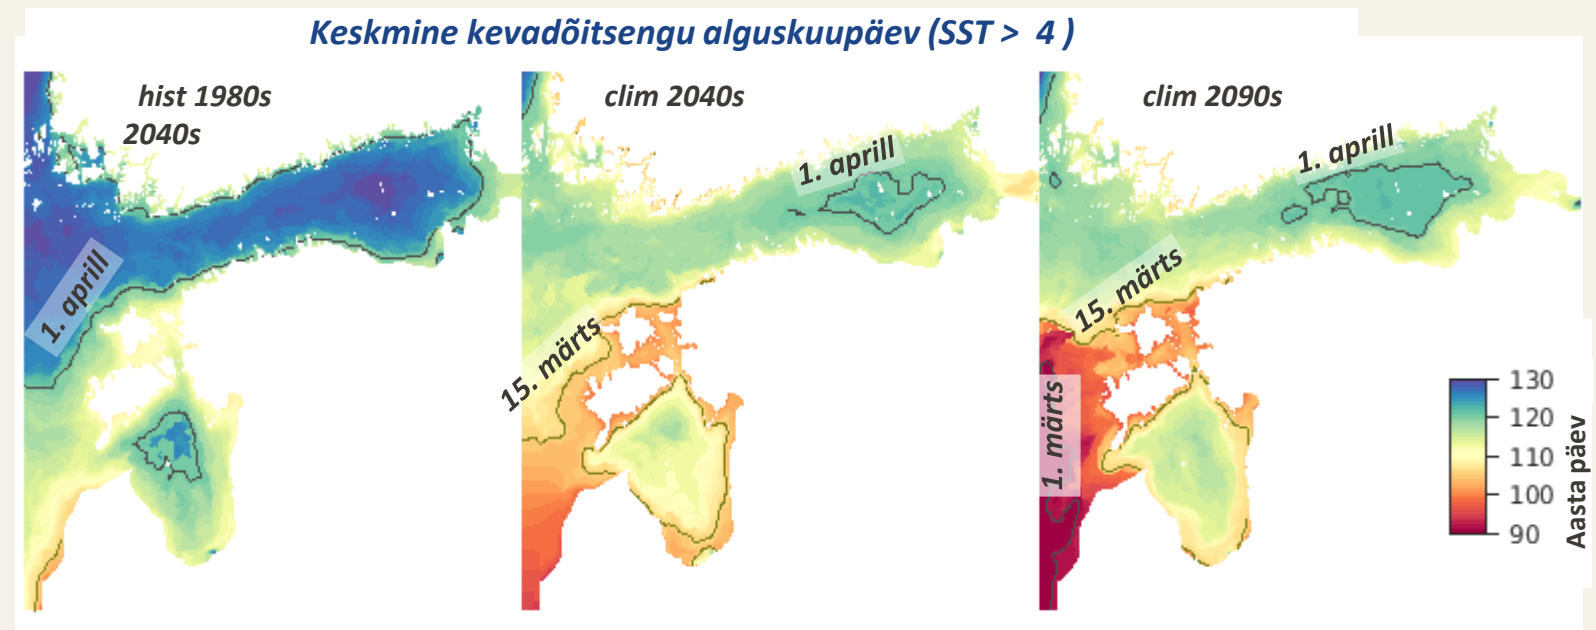 Keskmine kevadõitsengu alguskuupäev (SST > 4 )
hist 1980s
2040s
1. aprill
clim 2040s
1. aprill
15. märts
clim 2090s
1. aprill
15. märts
1. märts
130
120
110
100
90
Aasta päev